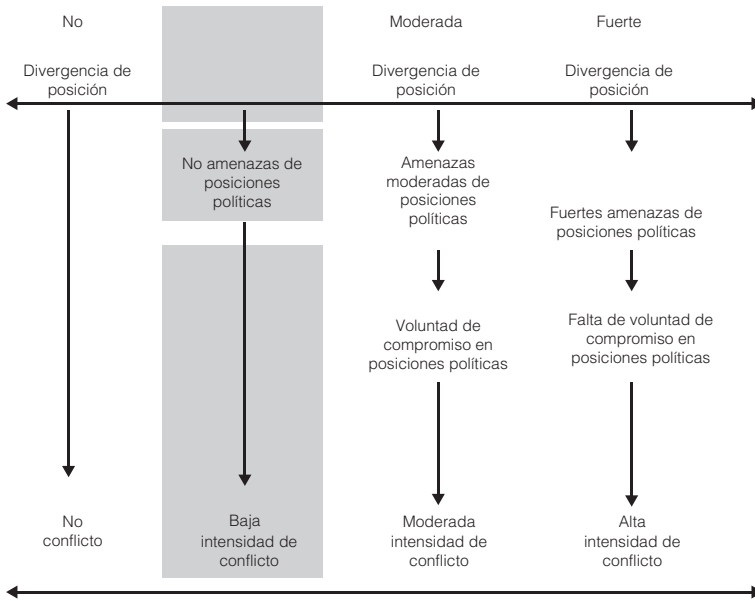 No
Divergencia de
posición
No
conflicto
No amenazas de
posiciones
políticas
Baja
intensidad de
conflicto
Moderada
Divergencia de
posición
Amenazas
moderadas de
posiciones
políticas
Voluntad de
compromiso en
posiciones políticas
Moderada
intensidad de
conflicto
Fuerte
Divergencia de
posición
Fuertes amenazas de
posiciones políticas
Falta de voluntad de
compromiso en
posiciones políticas
Alta
intensidad de
conflicto